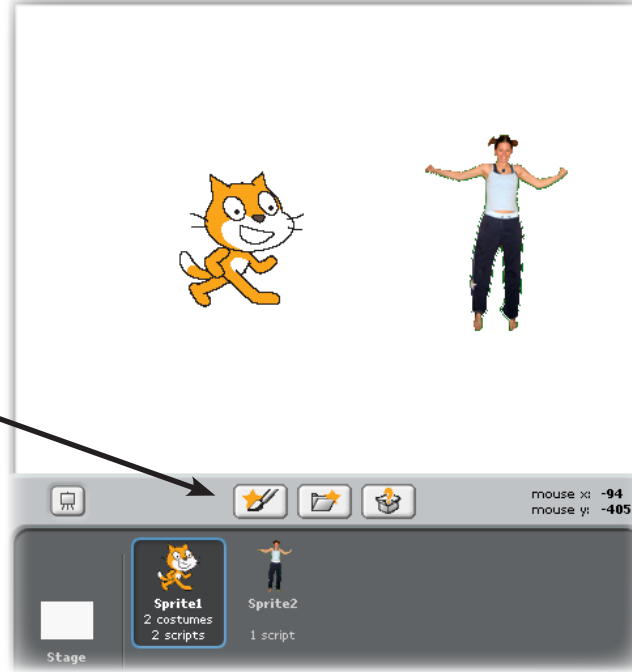 mouse x: -94
mouse y: -405
Sprite1
2 costumes
2 scripts
Sprite2
1 script
Stage